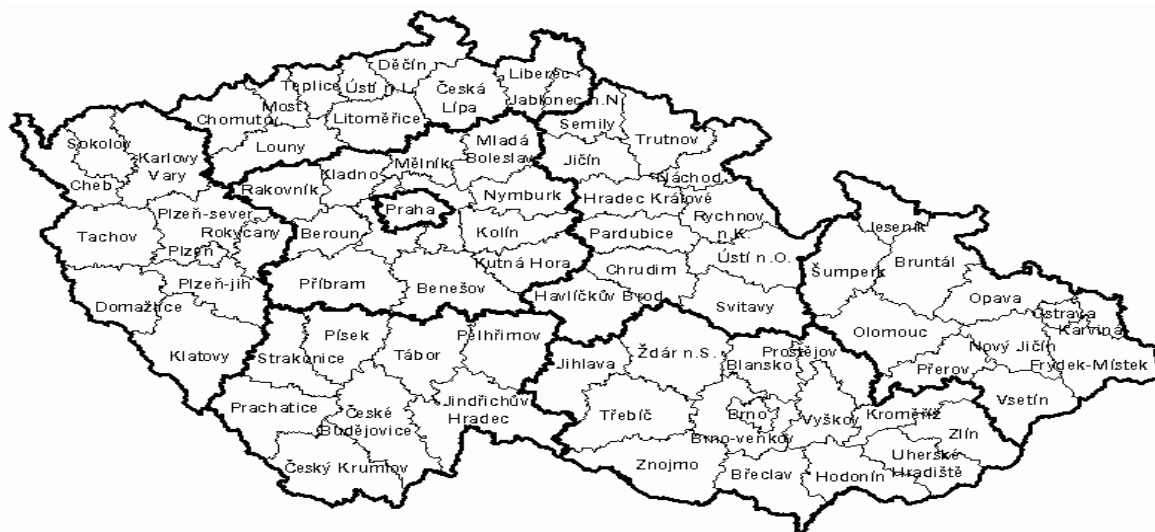 Děčín
Liberec
Teplice
Ústí n.L.
Česká
Lípa
Jablonec n.N
Most
Chomutov
Litoměřice
Semily
Trutnov
Louny
Mladá
Boleslav
Sokolov
Karlovy
Vary
Mělník
Jičín
Kladno
Náchod
Cheb
Rakovník
Nymburk
Hradec Králové
Praha
Plzeň-sever
Rychnov
n.K.
Jeseník
Rokycany
Beroun
Kolín
Pardubice
Tachov
Plzeň
Ústí n.O.
Bruntál
Kutná Hora
Chrudim
Šumperk
Plzeň-jih
Příbram
Benešov
Havlíčkův Brod
Svitavy
Opava
Domažlice
Ostrava
Karviná
Písek
Pelhřimov
Olomouc
Nový Jičín
Klatovy
Strakonice
Tábor
Jihlava
Ždár n.S.
Prostějov
Blansko
Přerov
Frýdek-Místek
Prachatice
České
Budějovice
Jindřichův
Hradec
Třebíč
Brno
Vyškov
Kroměříž
Vsetín
Zlín
Brno-venkov
Uherské
Hradiště
Český Krumlov
Znojmo
Břeclav
Hodonín